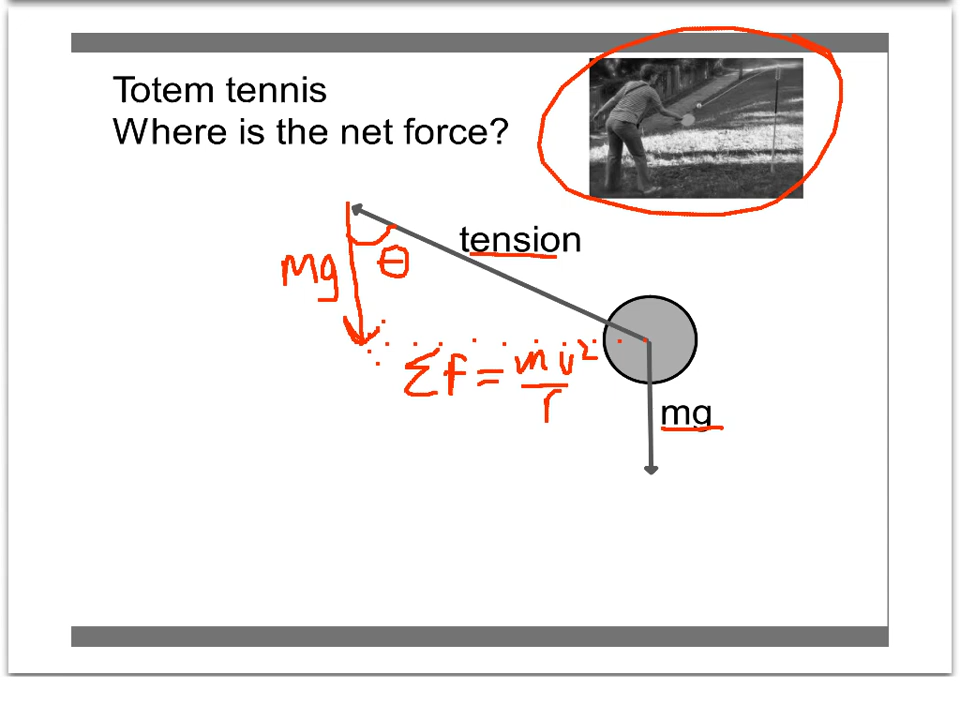 Totem tennis
Where is the net force?
tension
mg
θ
ΣF = mv²/r
mg